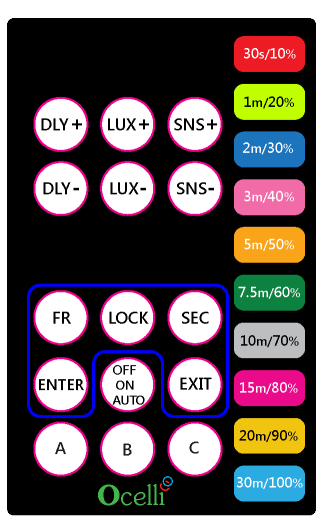 30s/10%
1m/20%
DLY+ LUX+ SNS+
2m/30%
DLY- LUX- SNS-
3m/40%
5m/50%
7.5m/60%
FR LOCK SEC
10m/70%
ENTER
OFF
ON
AUTO
EXIT
15m/80%
A B C
20m/90%
30m/100%
Ocelli